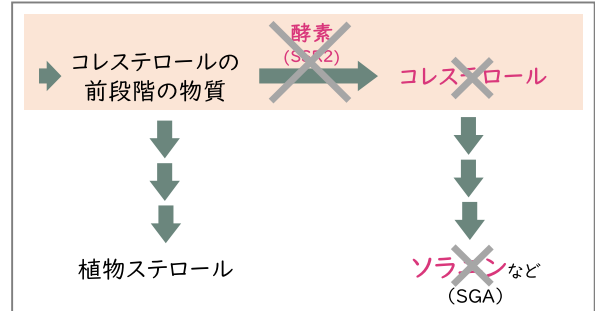 酵素
(SSR2)
コレステロールの
前段階の物質
コレステロール
植物ステロール
ソラニンなど
(SGA)